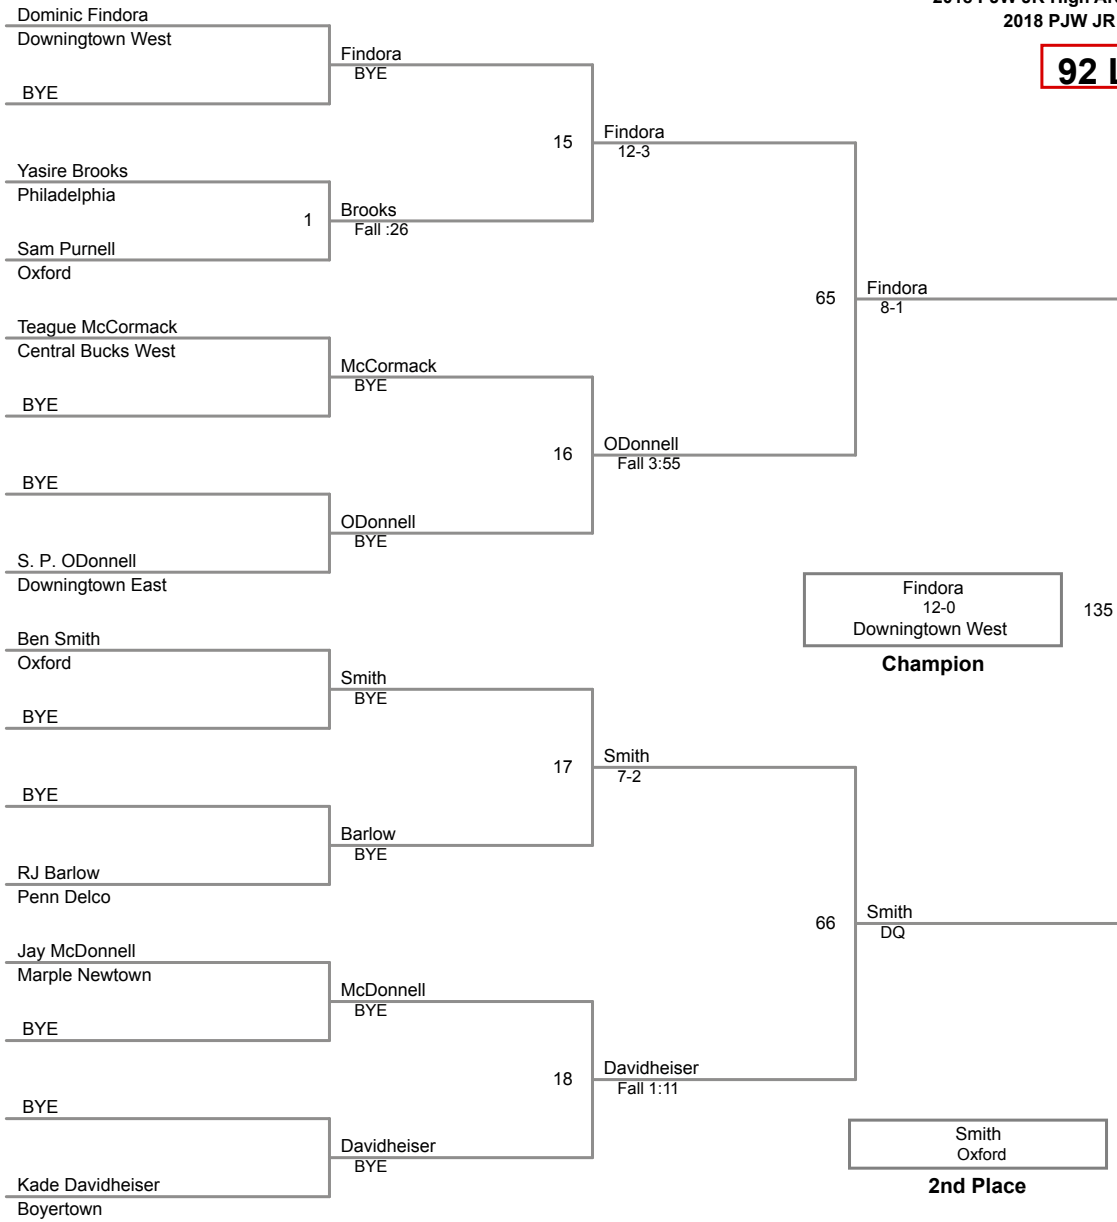 2018 PJW JR High Are
2018 PJW JR
92 L
Dominic Findora
Downingtown West
Findora
BYE
BYE
15
Findora
12-3
Yasire Brooks
Philadelphia
1
Brooks
Fall :26
Sam Purnell
Oxford
65
Findora
8-1
Teague McCormack
Central Bucks West
McCormack
BYE
BYE
16
ODonnell
Fall 3:55
BYE
ODonnell
BYE
S. P. ODonnell
Downingtown East
Findora
12-0
Downingtown West
135
Champion
Ben Smith
Oxford
Smith
BYE
BYE
17
Smith
7-2
BYE
Barlow
BYE
RJ Barlow
Penn Delco
66
Smith
DQ
Jay McDonnell
Marple Newtown
McDonnell
BYE
BYE
18
Davidheiser
Fall 1:11
BYE
Davidheiser
BYE
Kade Davidheiser
Boyertown
Smith
Oxford
2nd Place